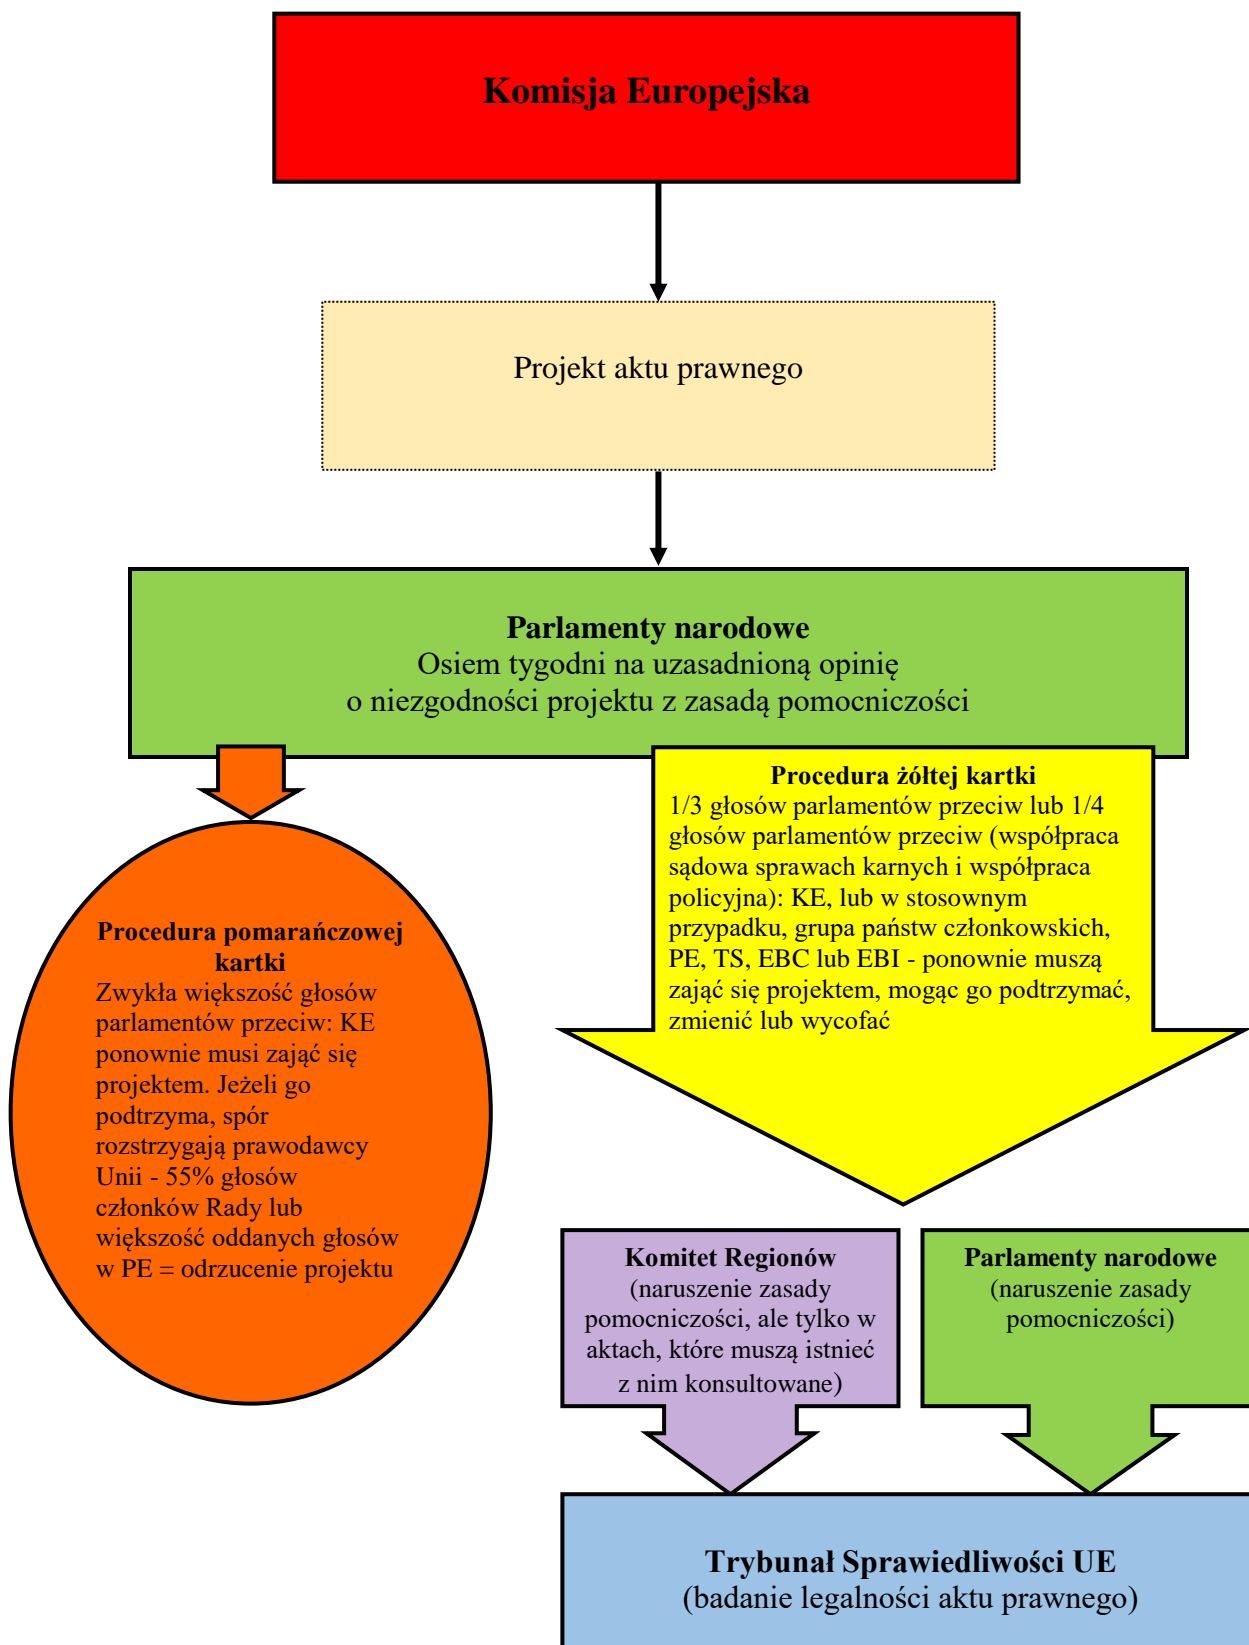 Komisja Europejska
Projekt aktu prawnego
Parlamenty narodowe
Osiem tygodni na uzasadnioną opinię
o niezgodności projektu z zasadą pomocniczości
Procedura żółtej kartki
1/3 głosów parlamentów przeciw lub 1/4
głosów parlamentów przeciw (współpraca
sądowa sprawach karnych i współpraca
policyjna): KE, lub w stosownym
przypadku, grupa państw członkowskich,
PE, TS, EBC lub EBI - ponownie muszą
zająć się projektem, mogąc go podtrzymać,
zmienić lub wycofać
Procedura pomarańczowej
kartki
Zwykła większość głosów
parlamentów przeciw: KE
ponownie musi zająć się
projektem. Jeżeli go
podtrzyma, spór
rozstrzygają prawodawcy
Unii - 55% głosów
członków Rady lub
większość oddanych głosów
w PE = odrzucenie projektu
Komitet Regionów
(naruszenie zasady
pomocniczości, ale tylko w
aktach, które muszą istnieć
z nim konsultowane)
Parlamenty narodowe
(naruszenie zasady
pomocniczości)
Trybunał Sprawiedliwości UE
(badanie legalności aktu prawnego)